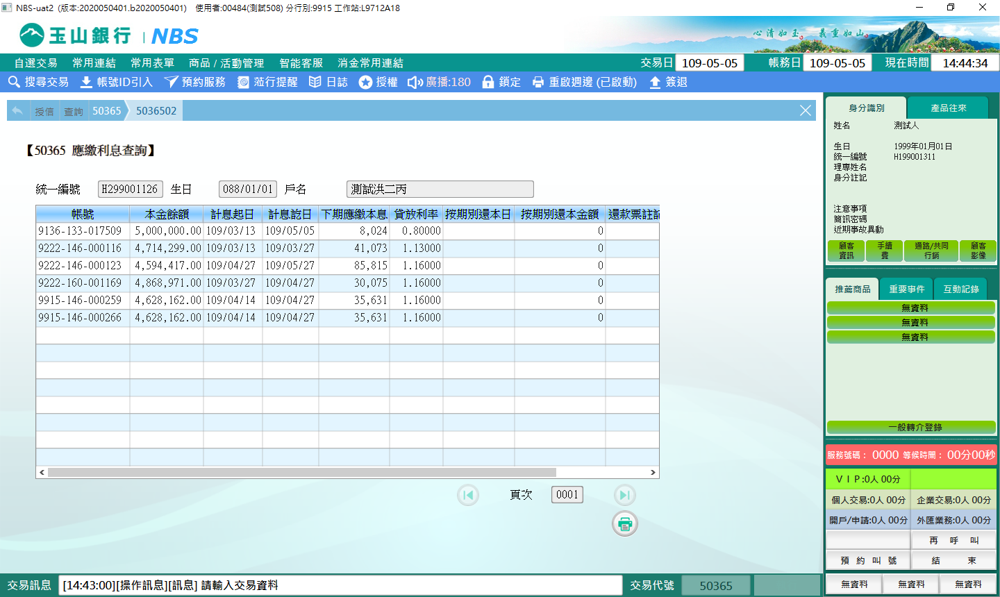 NBS-uat2 (版本:2020050401.b2020050401) 使用者:00484(測試508) 分行別:9915 工作站:L9712A18
玉山銀行 | NBS
心清如玉。 義重如山。
自選交易 常用連結 常用表單 商品 / 活動管理 智能客服 消金常用連結 交易日 109-05-05 帳務日 109-05-05 現在時間 14:44:34
搜尋交易 帳號ID引入 預約服務 蒞行提醒 日誌 授權 廣播:180 鎖定 重啟週邊 (已啟動) 簽退
授信 查詢 50365 5036502
【50365 應繳利息查詢】
統一編號 H299001126 生日 088/01/01 戶名 測試洪二丙
帳號 本金餘額 計息起日 計息訖日 下期應繳本息 貸放利率 按期別還本日 按期別還本金額 還款票註記
9136-133-017509 5,000,000.00 109/03/13 109/05/05 8,024 0.80000 0
9222-146-000116 4,714,299.00 109/03/13 109/03/27 41,073 1.13000 0
9222-146-000123 4,594,417.00 109/04/27 109/05/27 85,815 1.16000 0
9222-160-001169 4,868,971.00 109/03/27 109/04/27 30,075 1.16000 0
9915-146-000259 4,628,162.00 109/04/14 109/04/27 35,631 1.16000 0
9915-146-000266 4,628,162.00 109/04/14 109/04/27 35,631 1.16000 0
頁次 0001
交易訊息 [14:43:00][操作訊息][訊息] 請輸入交易資料 交易代號 50365
身分識別 產品往來
姓名 測試人
生日 1999年01月01日
統一編號 H199001311
理專姓名
身分註記
注意事項
簡訊密碼
近期事故異動
顧客資訊 手續費 通路/共同行銷 顧客影像
推薦商品 重要事件 互動記錄
無資料
無資料
無資料
一般轉介登錄
服務號碼： 0000 等候時間： 00分00秒
ＶＩＰ:0人 00分
個人交易:0人 00分 企業交易:0人 00分
開戶/申請:0人 00分 外匯業務:0人 00分
再 呼 叫
預 約 叫 號 結 束
無資料 無資料 無資料